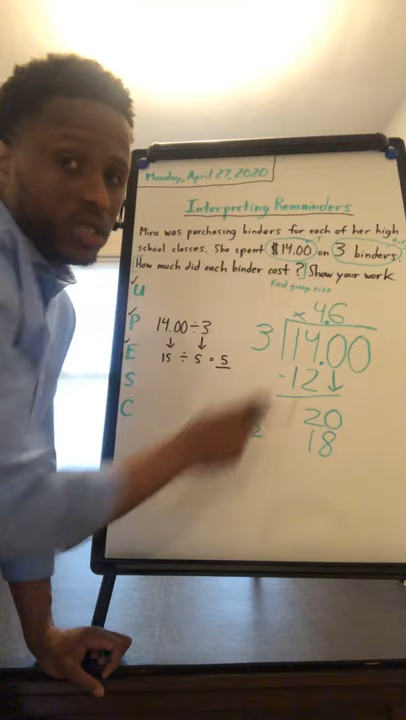 Monday, April 27, 2020
Interpreting Remainders
Mira was purchasing binders for each of her high
school classes. She spent $14.00 on 3 binders.
How much did each binder cost? Show your work.
Find group size
U
P
E
S
C
14.00÷3
↓ ↓
15 ÷ 5 = 5
× 4.6
3 14.00
-12↓
20
18